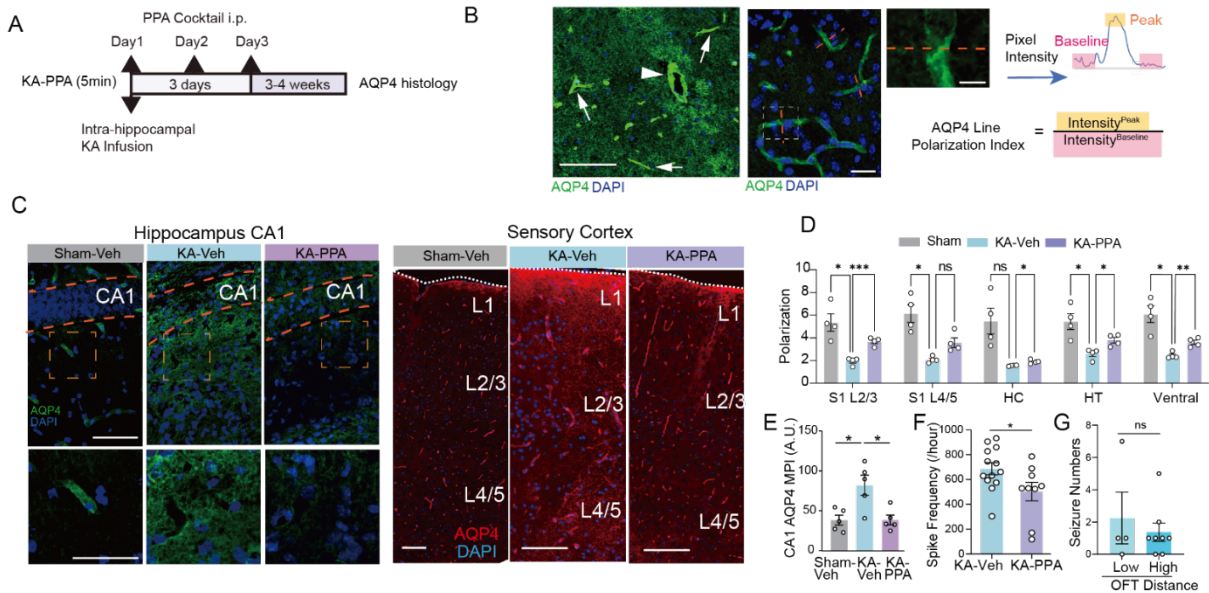 A
PPA Cocktail i.p.
Day1
Day2
Day3
KA-PPA (5min)
3 days
3-4 weeks
AQP4 histology
Intra-hippocampal
KA Infusion
B
AQP4 DAPI
AQP4 DAPI
Pixel
Intensity
Baseline
Peak
AQP4 Line
Polarization Index
=
Intensity^Peak
Intensity^Baseline
C
Hippocampus CA1
Sham-Veh
KA-Veh
KA-PPA
CA1
CA1
CA1
AQP4
DAPI
Sensory Cortex
Sham-Veh
KA-Veh
KA-PPA
L1
L1
L2/3
L2/3
L2/3
L4/5
L4/5
L4/5
AQP4
DAPI
D
Sham
KA-Veh
KA-PPA
Polarization
10
8
6
4
2
0
* ***
* ns
ns *
* *
* **
S1 L2/3
S1 L4/5
HC
HT
Ventral
E
CA1 AQP4 MPI (A.U.)
150
100
50
0
* *
Sham-
Veh
KA-
Veh
KA-
PPA
F
Spike Frequency (/hour)
1000
800
600
400
200
0
*
KA-Veh
KA-PPA
G
Seizure Numbers
8
6
4
2
0
ns
Low
High
OFT Distance